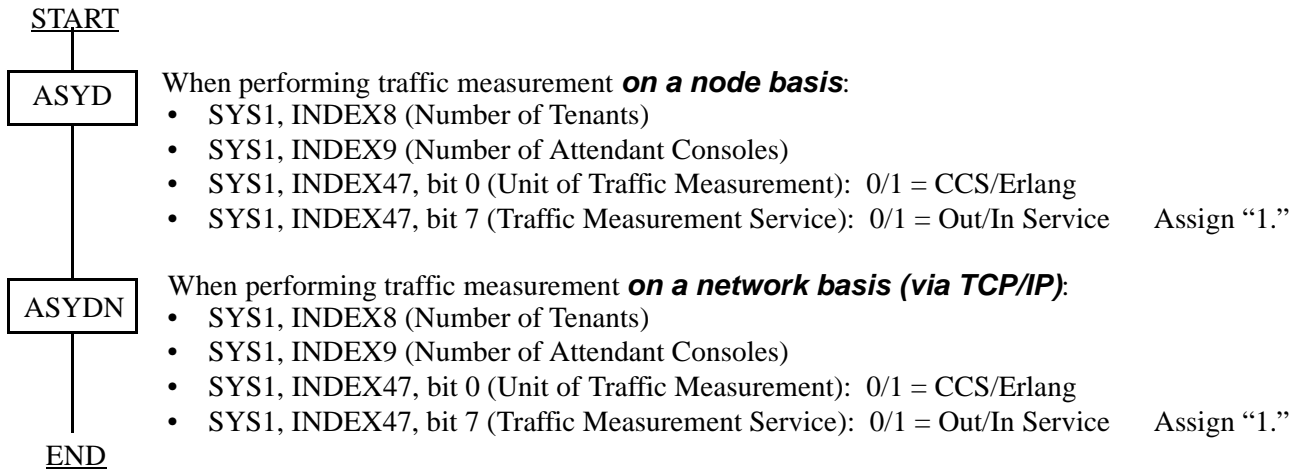 START
ASYD
When performing traffic measurement on a node basis:
• SYS1, INDEX8 (Number of Tenants)
• SYS1, INDEX9 (Number of Attendant Consoles)
• SYS1, INDEX47, bit 0 (Unit of Traffic Measurement): 0/1 = CCS/Erlang
• SYS1, INDEX47, bit 7 (Traffic Measurement Service): 0/1 = Out/In Service Assign “1.”
ASYDN
When performing traffic measurement on a network basis (via TCP/IP):
• SYS1, INDEX8 (Number of Tenants)
• SYS1, INDEX9 (Number of Attendant Consoles)
• SYS1, INDEX47, bit 0 (Unit of Traffic Measurement): 0/1 = CCS/Erlang
• SYS1, INDEX47, bit 7 (Traffic Measurement Service): 0/1 = Out/In Service Assign “1.”
END